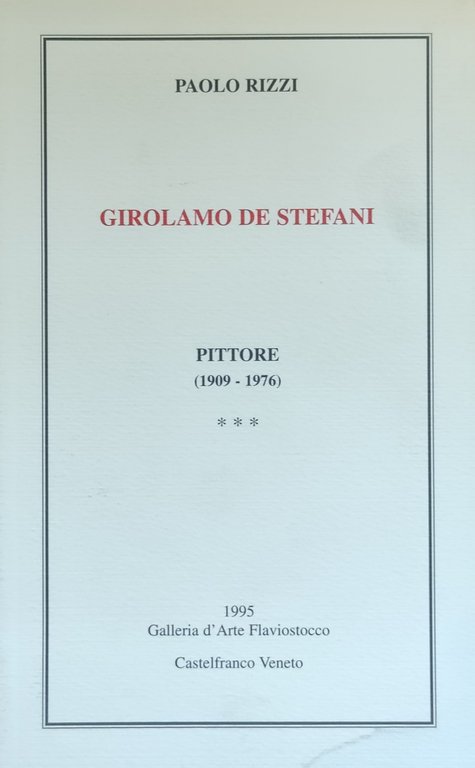 PAOLO RIZZI
GIROLAMO DE STEFANI
PITTORE
(1909 - 1976)
* * *
1995
Galleria d'Arte Flaviostocco
Castelfranco Veneto